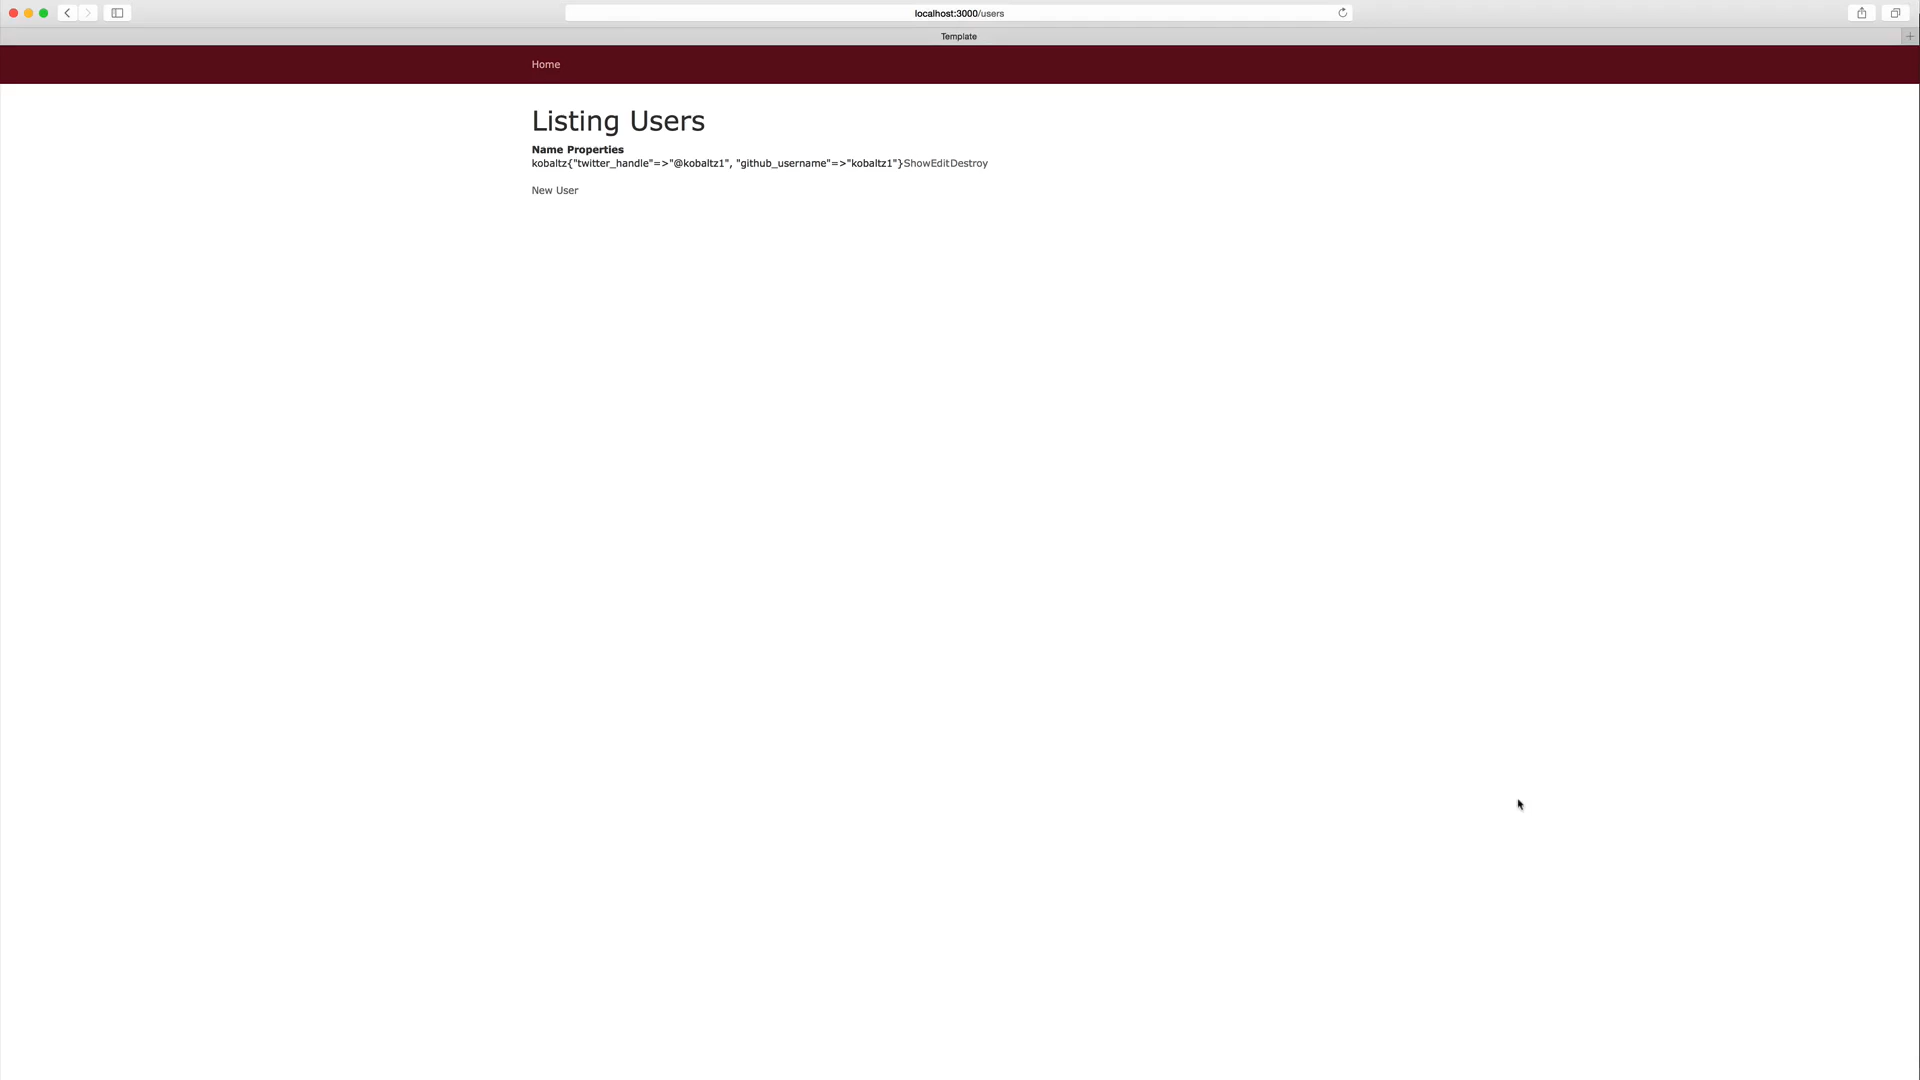 localhost:3000/users
Template
Home
Listing Users
Name Properties
kobaltz{"twitter_handle"=>"@kobaltz1", "github_username"=>"kobaltz1"}ShowEditDestroy
New User